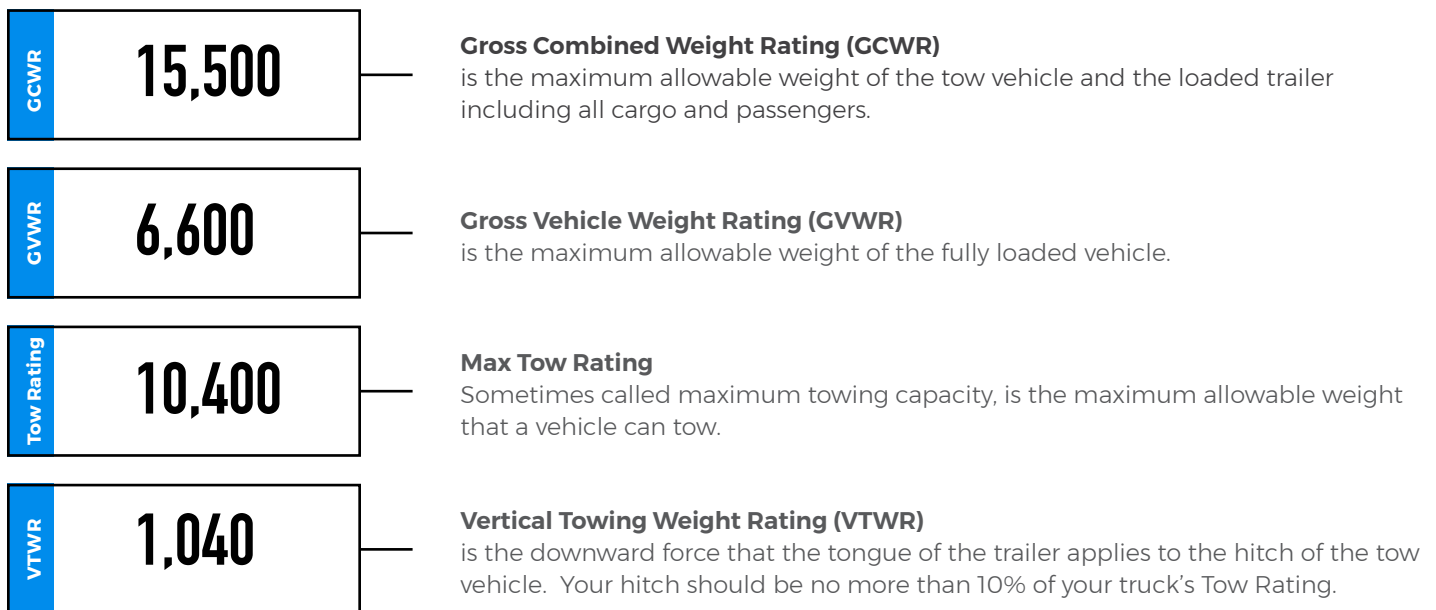 GCWR
15,500
Gross Combined Weight Rating (GCWR)
is the maximum allowable weight of the tow vehicle and the loaded trailer
including all cargo and passengers.
GVWR
6,600
Gross Vehicle Weight Rating (GVWR)
is the maximum allowable weight of the fully loaded vehicle.
Tow Rating
10,400
Max Tow Rating
Sometimes called maximum towing capacity, is the maximum allowable weight
that a vehicle can tow.
VTWR
1,040
Vertical Towing Weight Rating (VTWR)
is the downward force that the tongue of the trailer applies to the hitch of the tow
vehicle.  Your hitch should be no more than 10% of your truck's Tow Rating.